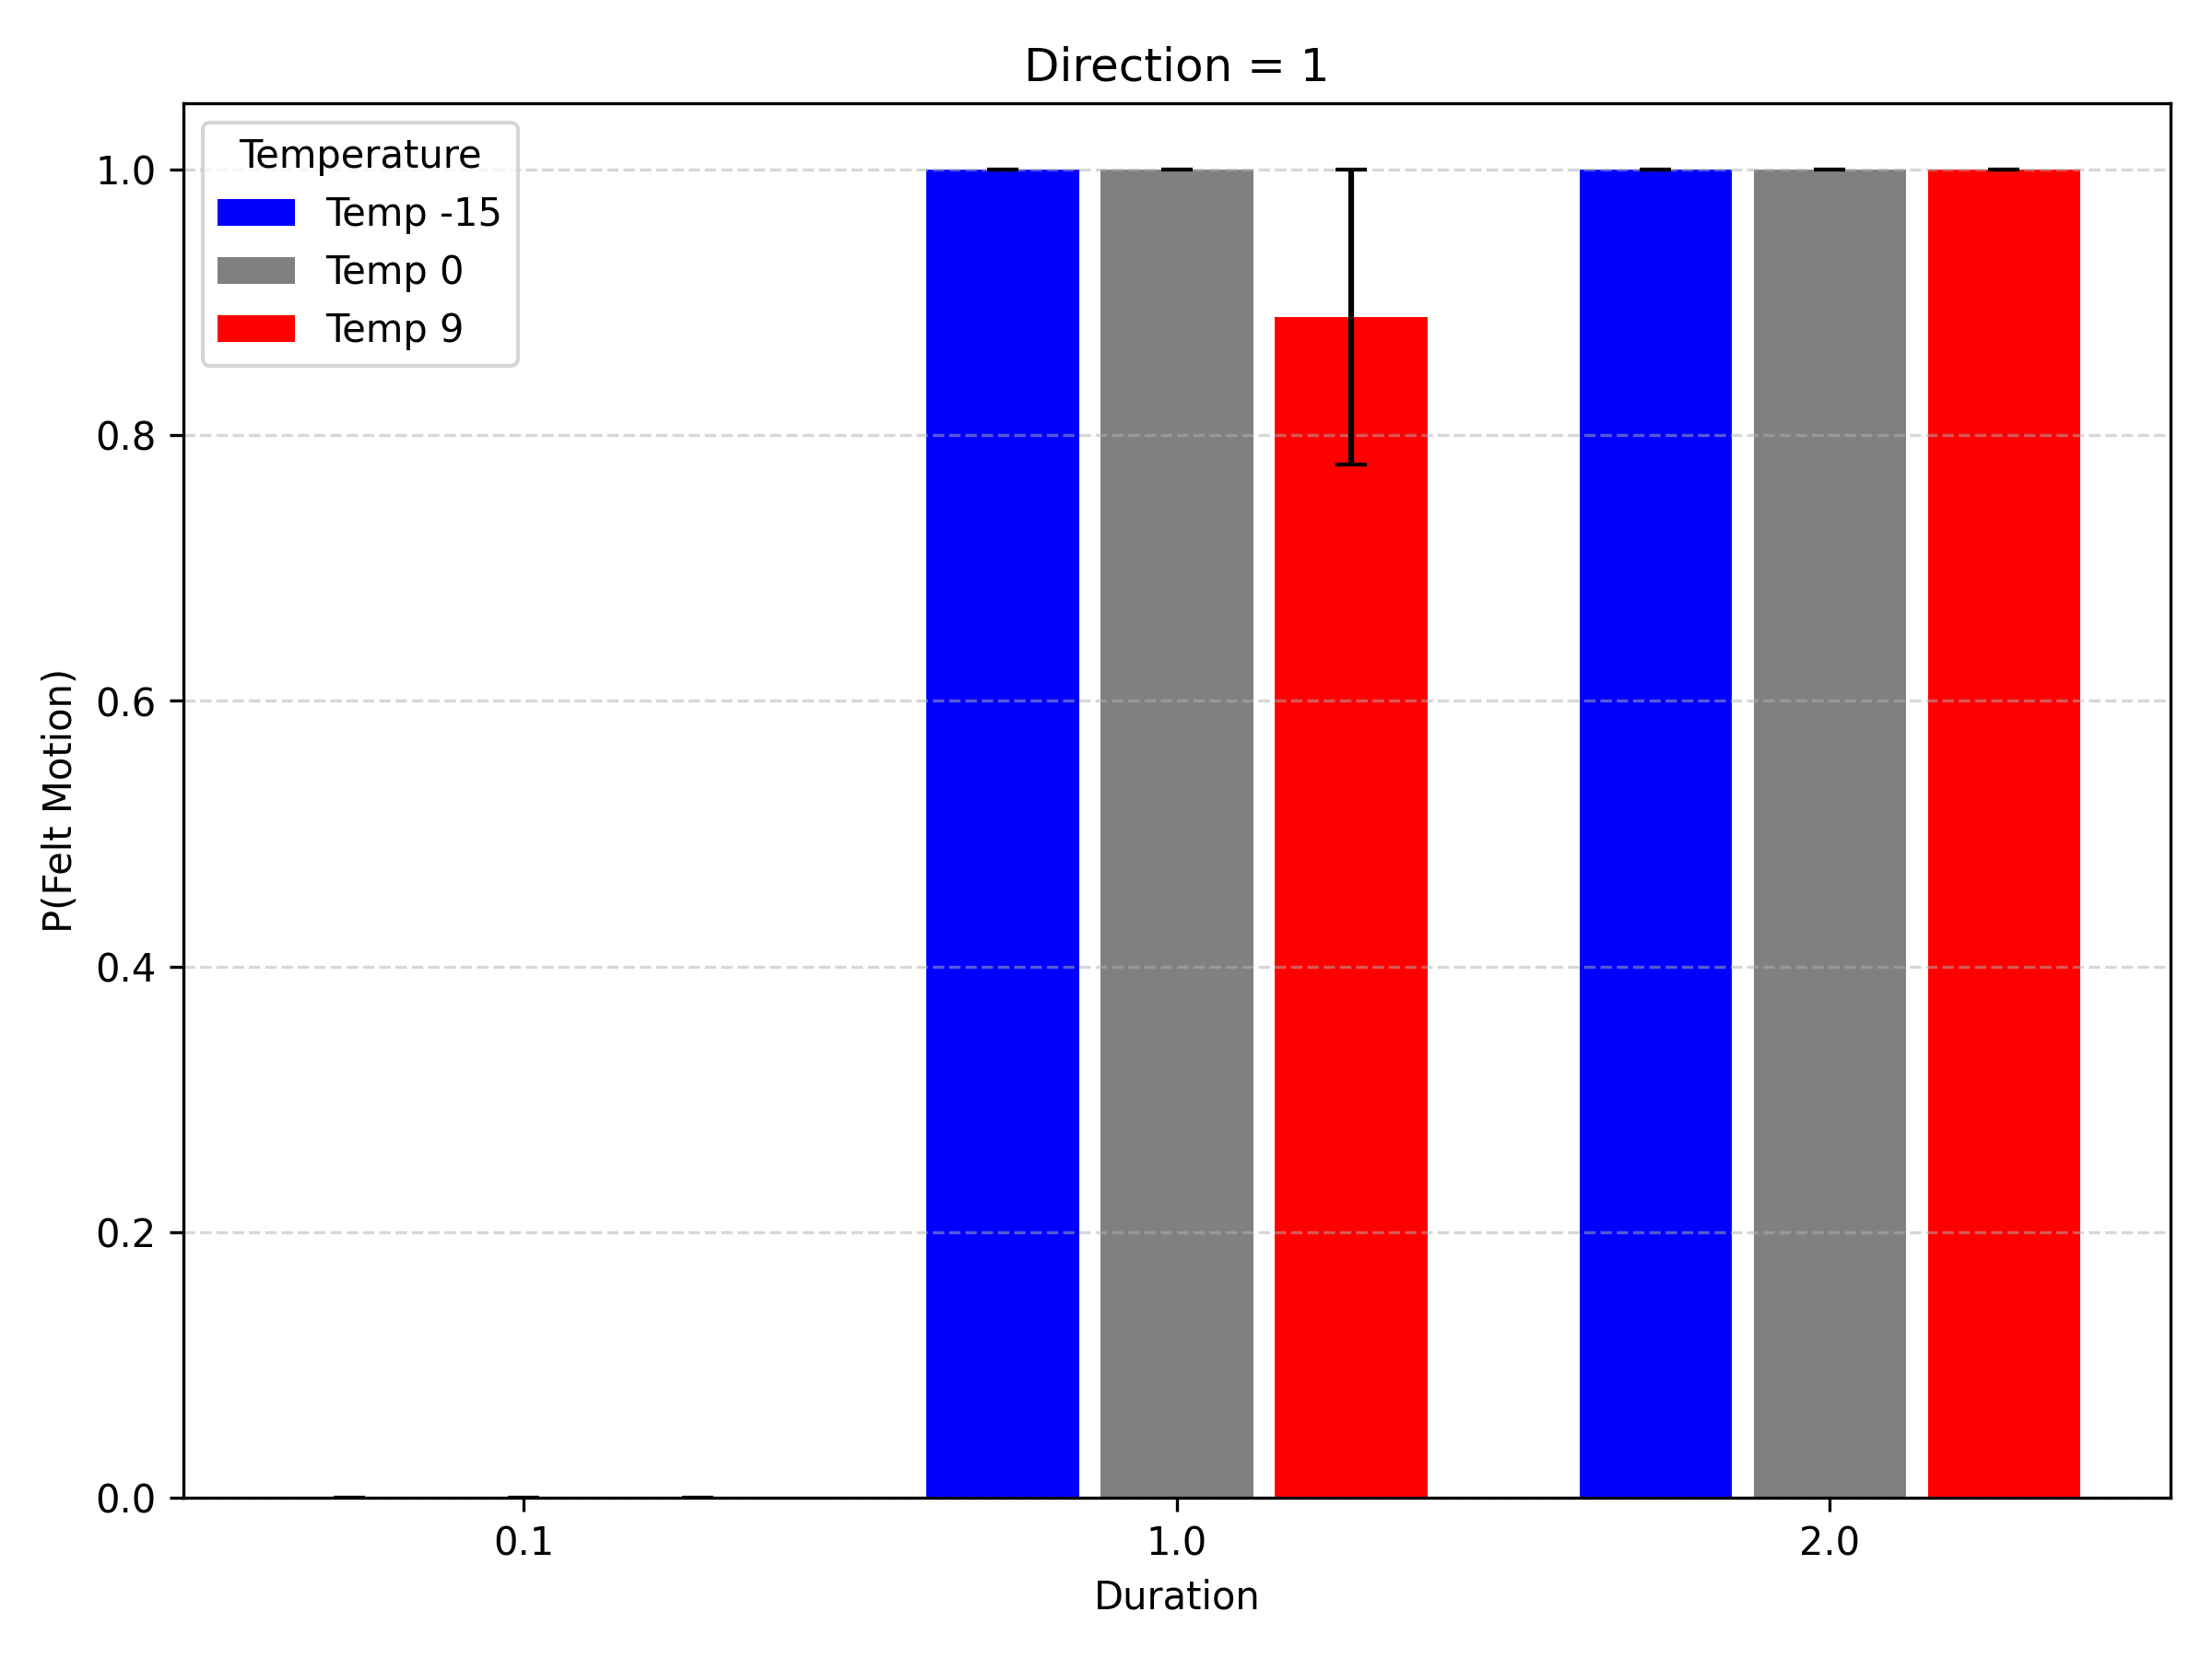 Direction = 1
Temperature
Temp -15
Temp 0
Temp 9
1.0
0.8
0.6
0.4
0.2
0.0
P(Felt Motion)
0.1 1.0 2.0
Duration